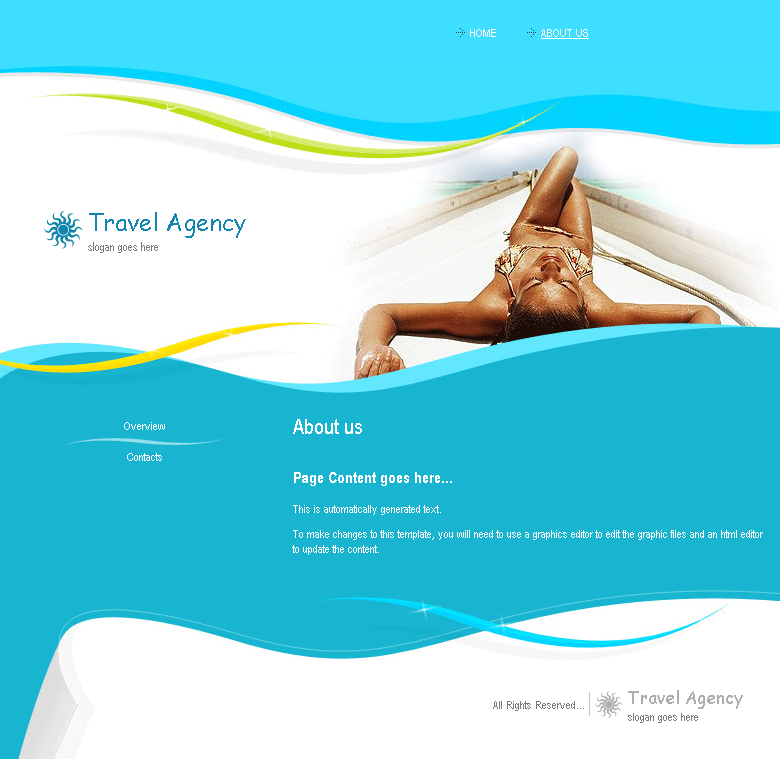 HOME
ABOUT US
Travel Agency
slogan goes here
Overview
Contacts
About us
Page Content goes here...
This is automatically generated text.
To make changes to this template, you will need to use a graphics editor to edit the graphic files and an html editor
to update the content.
All Rights Reserved...
Travel Agency
slogan goes here